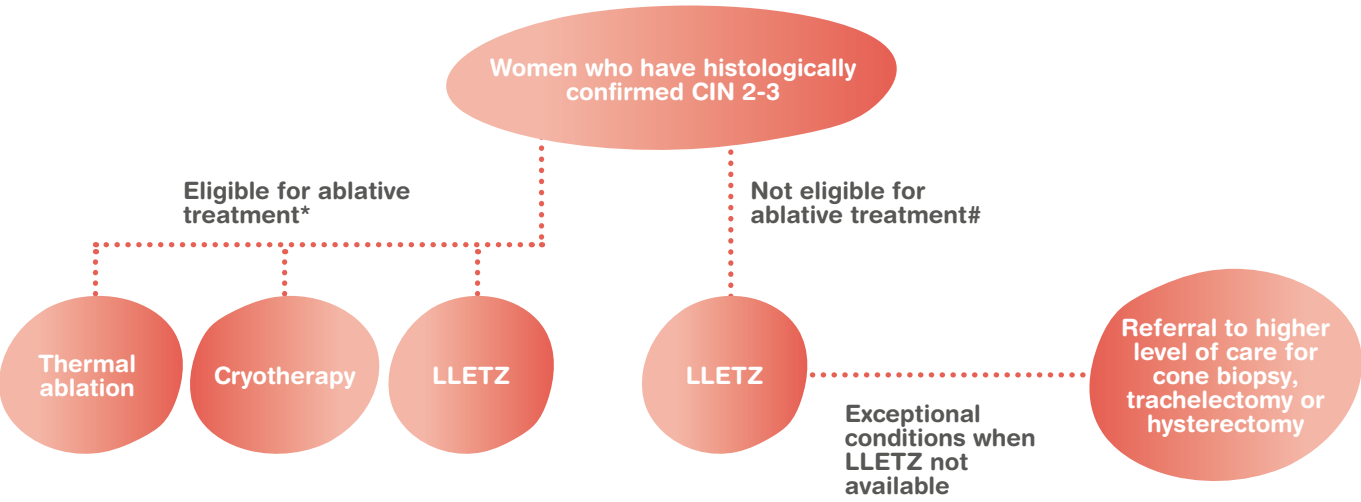 Women who have histologically
confirmed CIN 2-3
Eligible for ablative
treatment*
Not eligible for
ablative treatment#
Thermal
ablation
Cryotherapy
LLETZ
LLETZ
Exceptional
conditions when
LLETZ not
available
Referral to higher
level of care for
cone biopsy,
trachelectomy or
hysterectomy